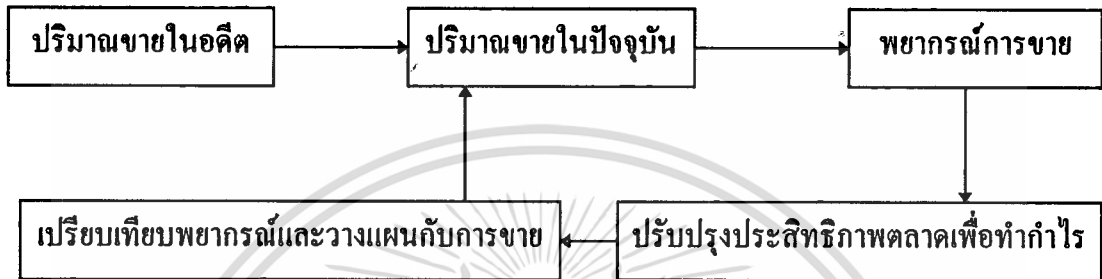 ปริมาณขายในอดีต
ปริมาณขายในปัจจุบัน
พยากรณ์การขาย
เปรียบเทียบพยากรณ์และวางแผนกับการขาย
ปรับปรุงประสิทธิภาพตลาดเพื่อทำกำไร